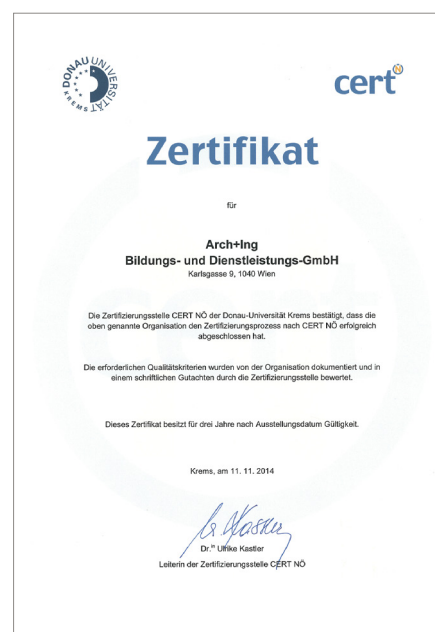 DONAU UNIVERSITÄT KREMS
cert
N
Zertifikat
für
Arch+Ing
Bildungs- und Dienstleistungs-GmbH
Karlsgasse 9, 1040 Wien
Die Zertifizierungsstelle CERT NÖ der Donau-Universität Krems bestätigt, dass die
oben genannte Organisation den Zertifizierungsprozess nach CERT NÖ erfolgreich
abgeschlossen hat.
Die erforderlichen Qualitätskriterien wurden von der Organisation dokumentiert und in
einem schriftlichen Gutachten durch die Zertifizierungsstelle bewertet.
Dieses Zertifikat besitzt für drei Jahre nach Ausstellungsdatum Gültigkeit.
Krems, am 11. 11. 2014
Dr.in Ulrike Kastler
Leiterin der Zertifizierungsstelle CERT NÖ